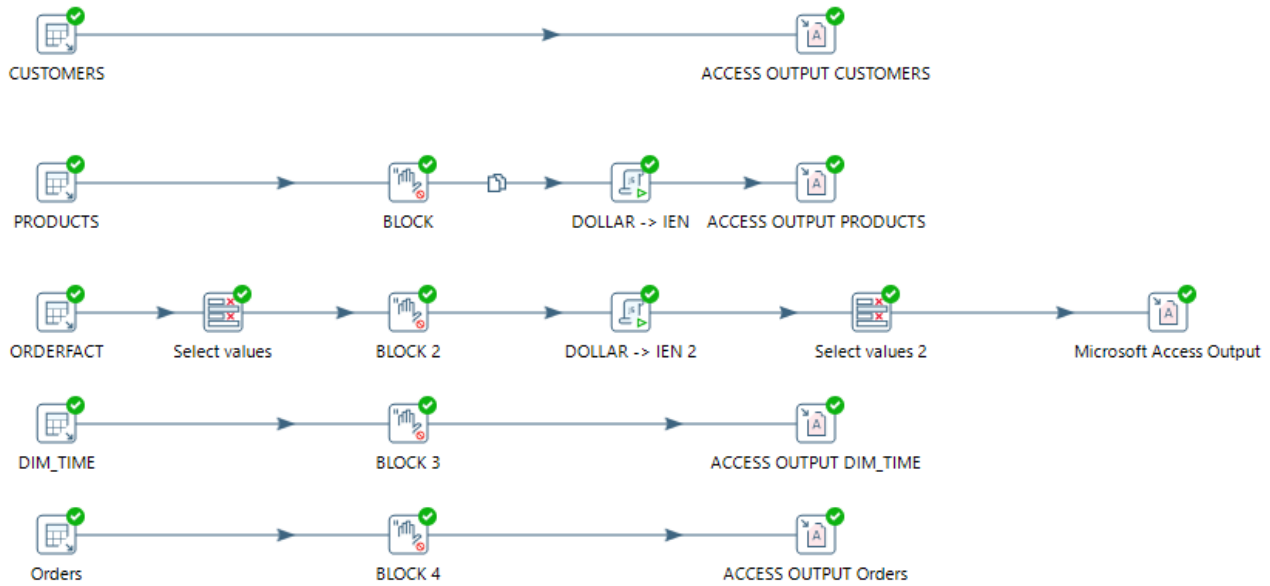 CUSTOMERS
ACCESS OUTPUT CUSTOMERS
PRODUCTS
BLOCK
DOLLAR -> IEN
ACCESS OUTPUT PRODUCTS
ORDERFACT
Select values
BLOCK 2
DOLLAR -> IEN 2
Select values 2
Microsoft Access Output
DIM_TIME
BLOCK 3
ACCESS OUTPUT DIM_TIME
Orders
BLOCK 4
ACCESS OUTPUT Orders